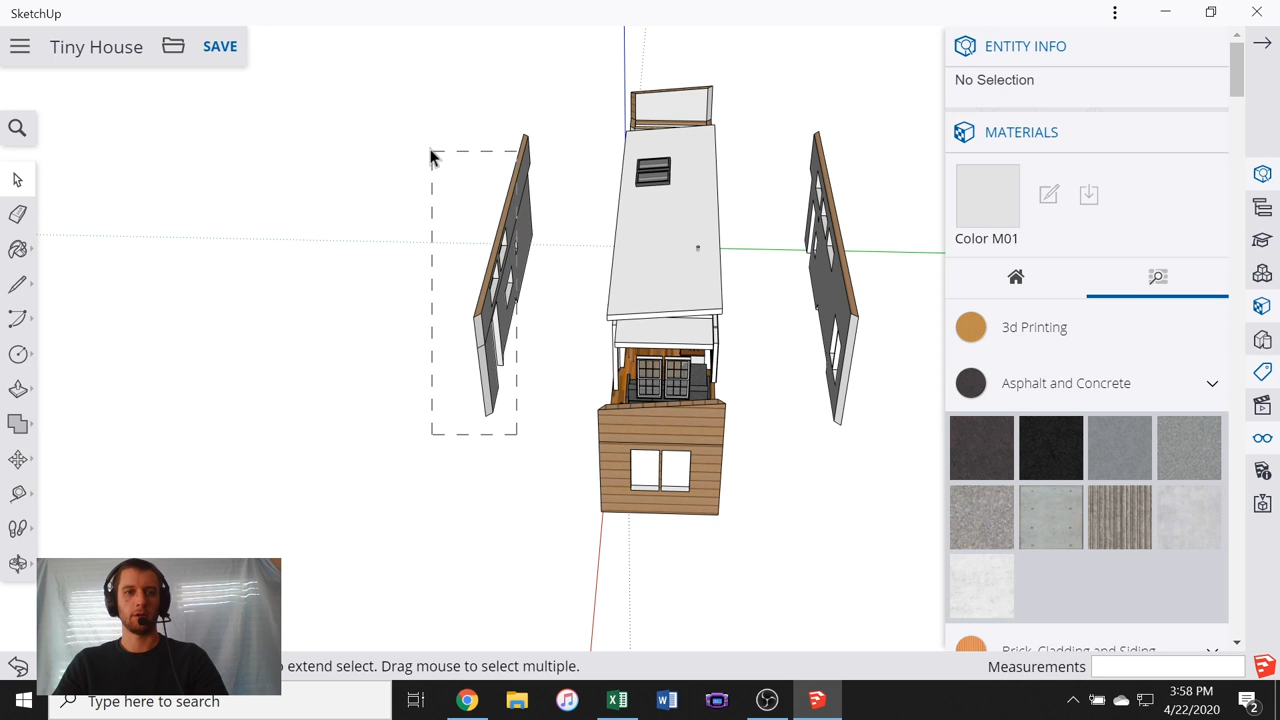 SketchUp
Tiny House
SAVE
ENTITY INFO
No Selection
MATERIALS
Color M01
3d Printing
Asphalt and Concrete
Brick, Cladding and Siding
o extend select. Drag mouse to select multiple.
Measurements
Type here to search
3:58 PM
4/22/2020
2